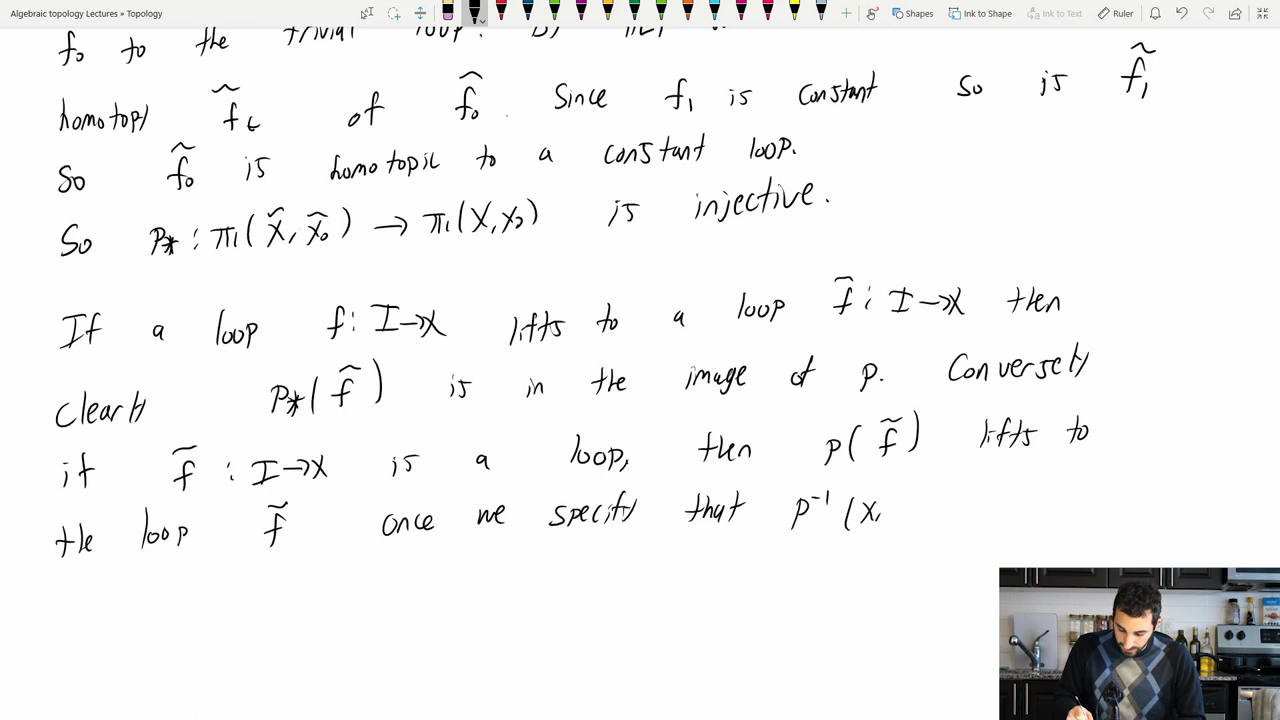 Algebraic topology Lectures » Topology
Shapes
Ink to Shape
Ink to Text
Ruler
f₀ to the trivial loop. By
homotopy f̃ₜ of f̃₀. Since f₁ is constant so is f̃₁
So f̃₀ is homotopic to a constant loop.
So P* : π₁(X̃, x̃₀) → π₁(X, x₀) is injective.
If a loop f: I→X lifts to a loop f̃: I→X then
clearly P*(f̃) is in the image of p. Conversely
if f̃ : I→X is a loop, then p(f̃) lifts to
the loop f̃ once we specify that p⁻¹(x,